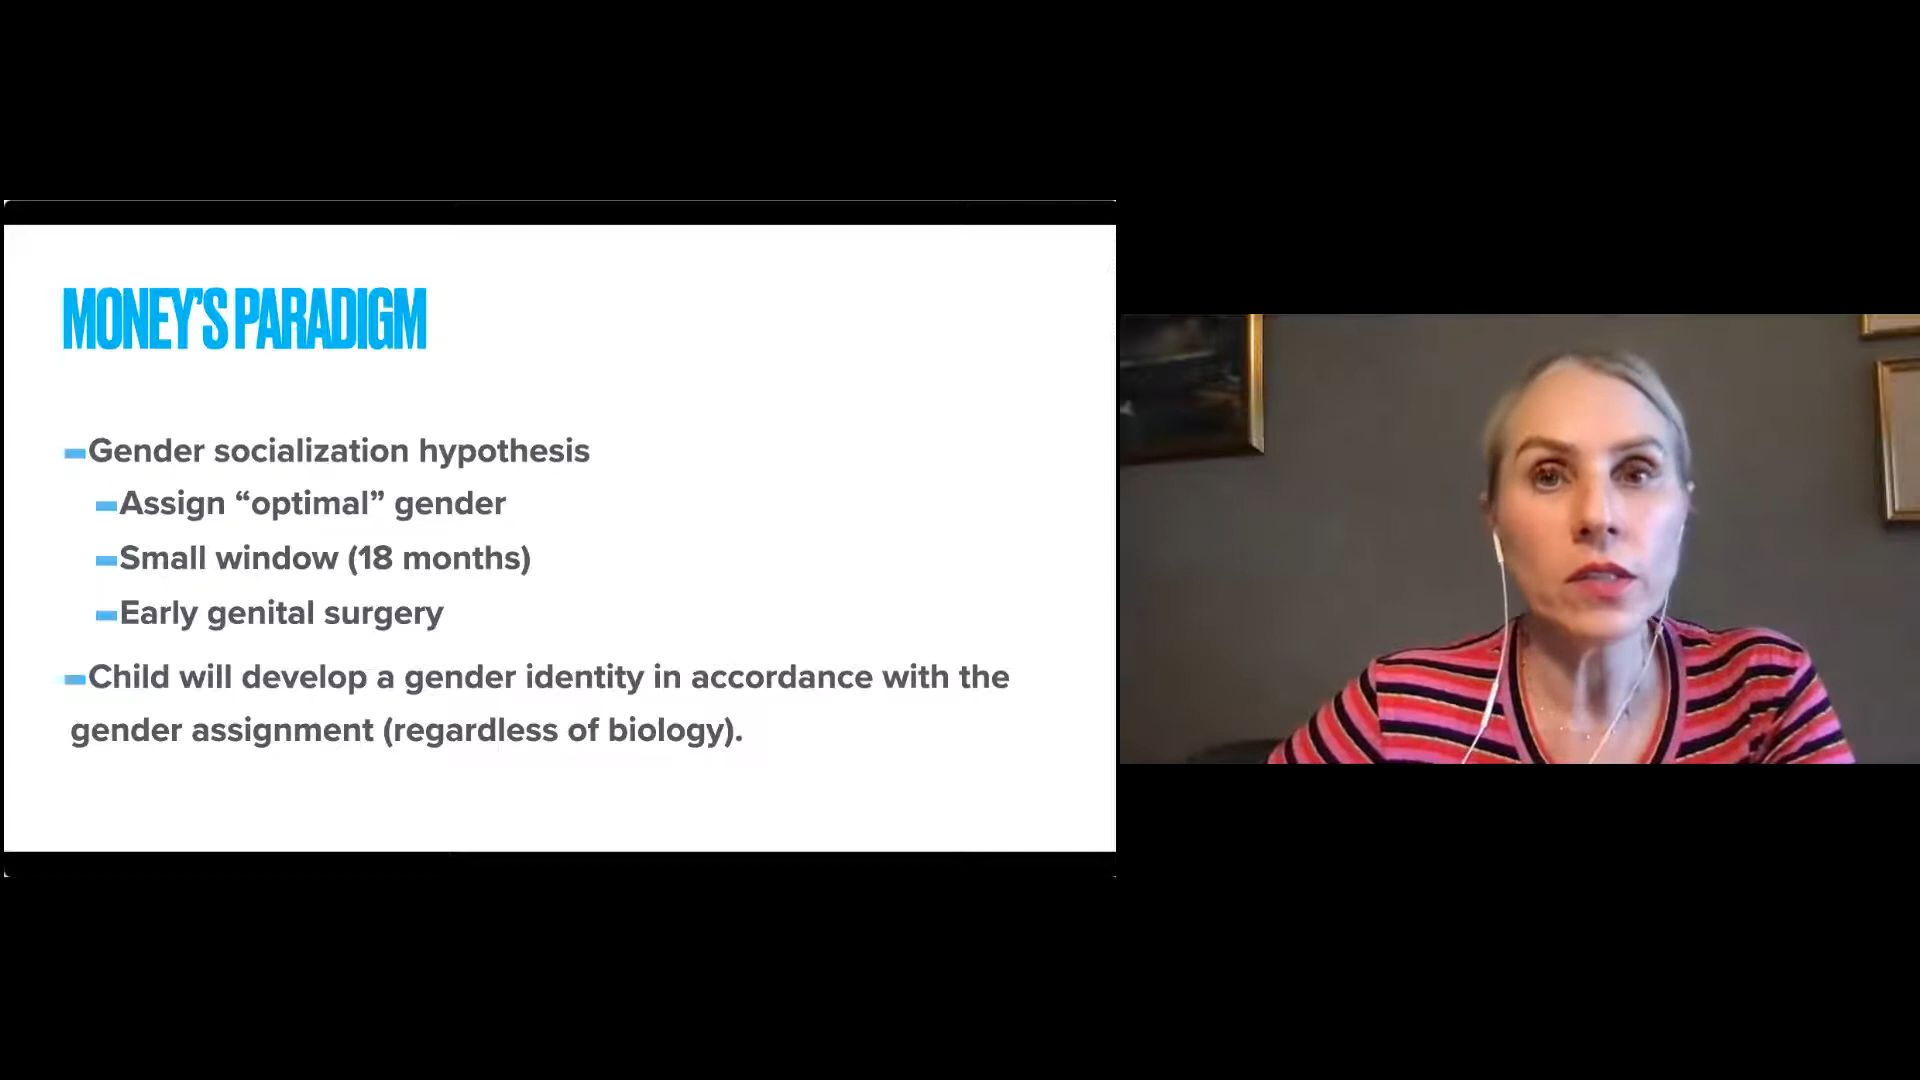 MONEY'S PARADIGM
Gender socialization hypothesis
Assign “optimal” gender
Small window (18 months)
Early genital surgery
Child will develop a gender identity in accordance with the
gender assignment (regardless of biology).